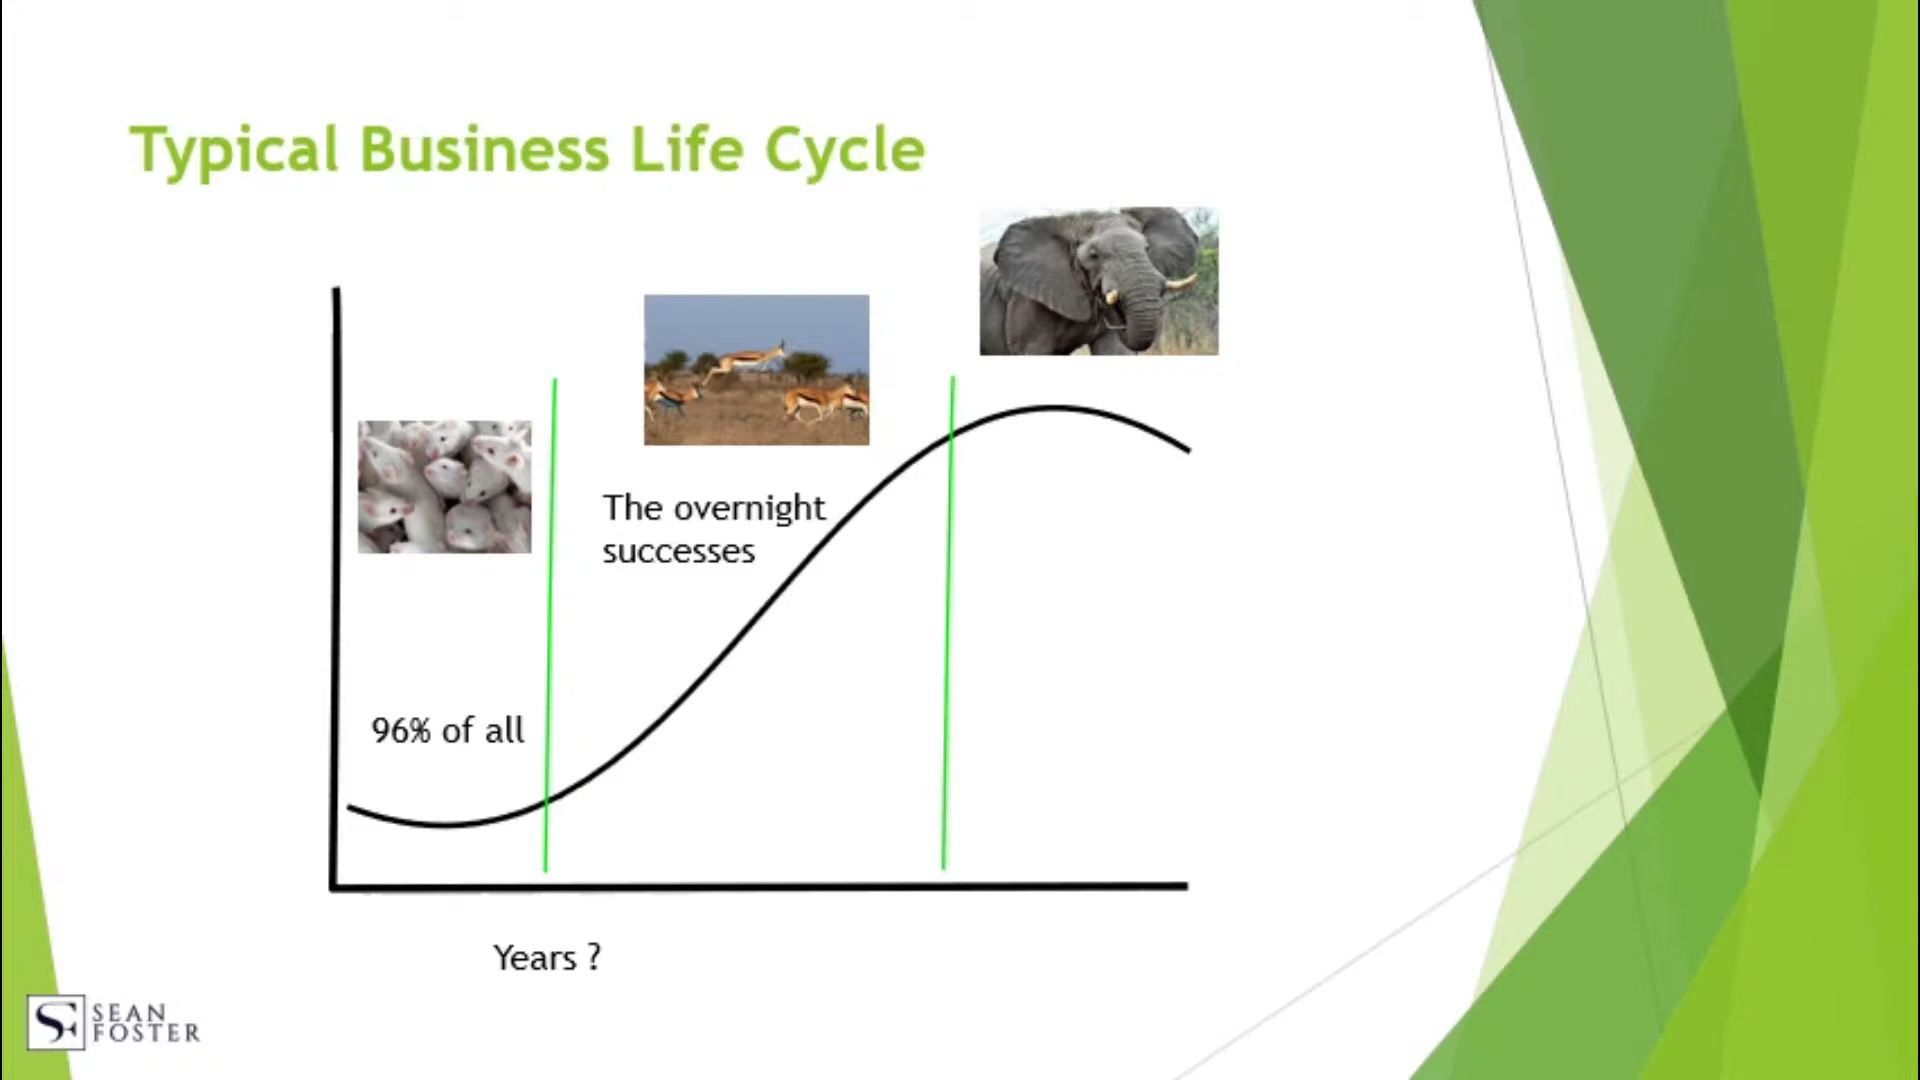 Typical Business Life Cycle
The overnight
successes
96% of all
Years ?
SEAN
FOSTER